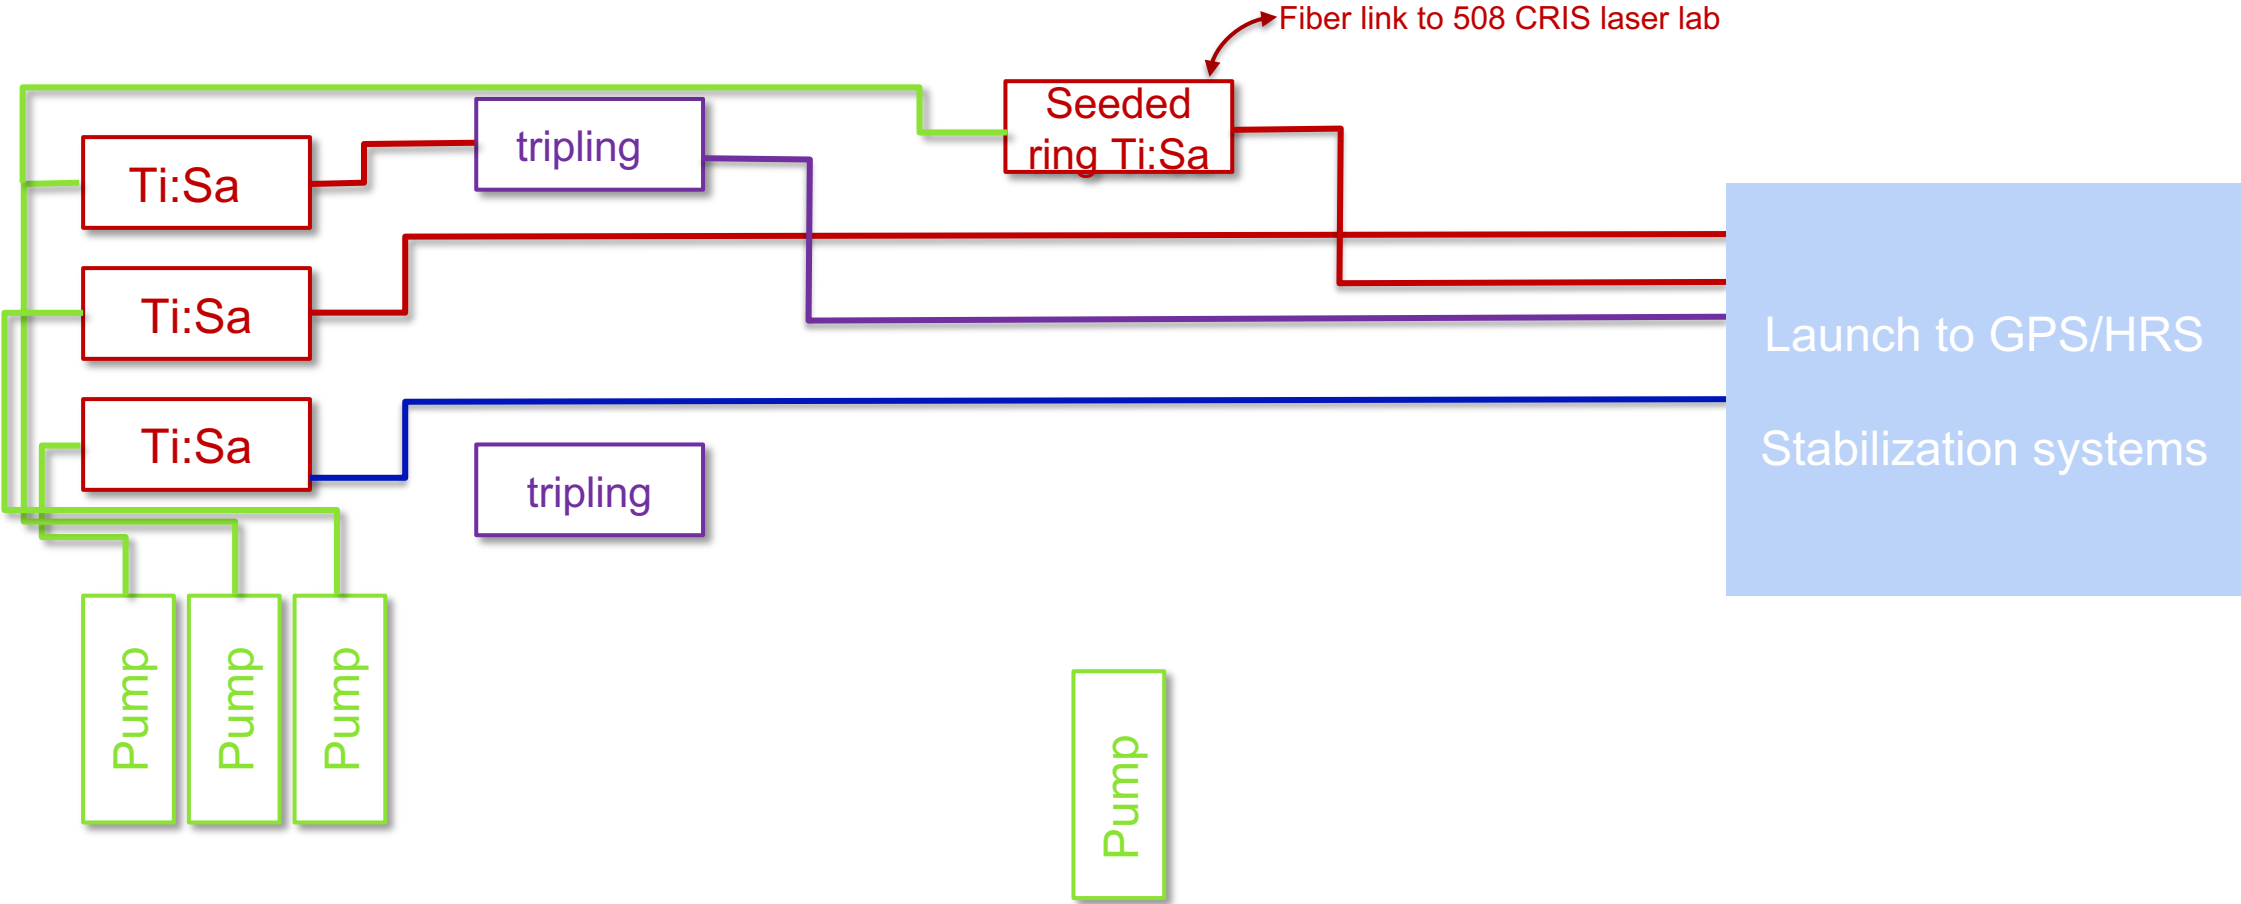 Fiber link to 508 CRIS laser lab
Seeded
ring Ti:Sa
tripling
Ti:Sa
Ti:Sa
Launch to GPS/HRS
Ti:Sa
Stabilization systems
tripling
Pump
Pump
Pump
Pump